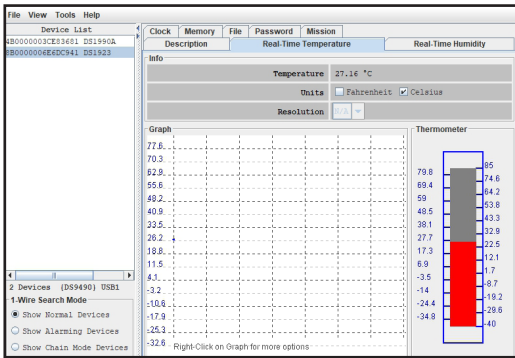 File View Tools Help
Device List
4B0000003CE83681 DS1990A
8B0000006E6DC941 DS1923
2 Devices (DS9490) USB1
1-Wire Search Mode
Show Normal Devices
Show Alarming Devices
Show Chain Mode Devices
Clock Memory File Password Mission
Description Real-Time Temperature Real-Time Humidity
Info
Temperature 27.16 °C
Units Fahrenheit Celsius
Resolution N/A
Graph
77.6
70.3
62.9
55.6
48.2
40.9
33.5
26.2
18.8
11.5
4.1
-3.2
-10.6
-17.9
-25.3
-32.6
Right-Click on Graph for more options
Thermometer
85
79.8
74.6
69.4
64.2
59
53.8
48.5
43.3
38.1
32.9
27.7
22.5
17.3
12.1
6.9
1.7
-3.5
-8.7
-14
-19.2
-24.4
-29.6
-34.8
-40